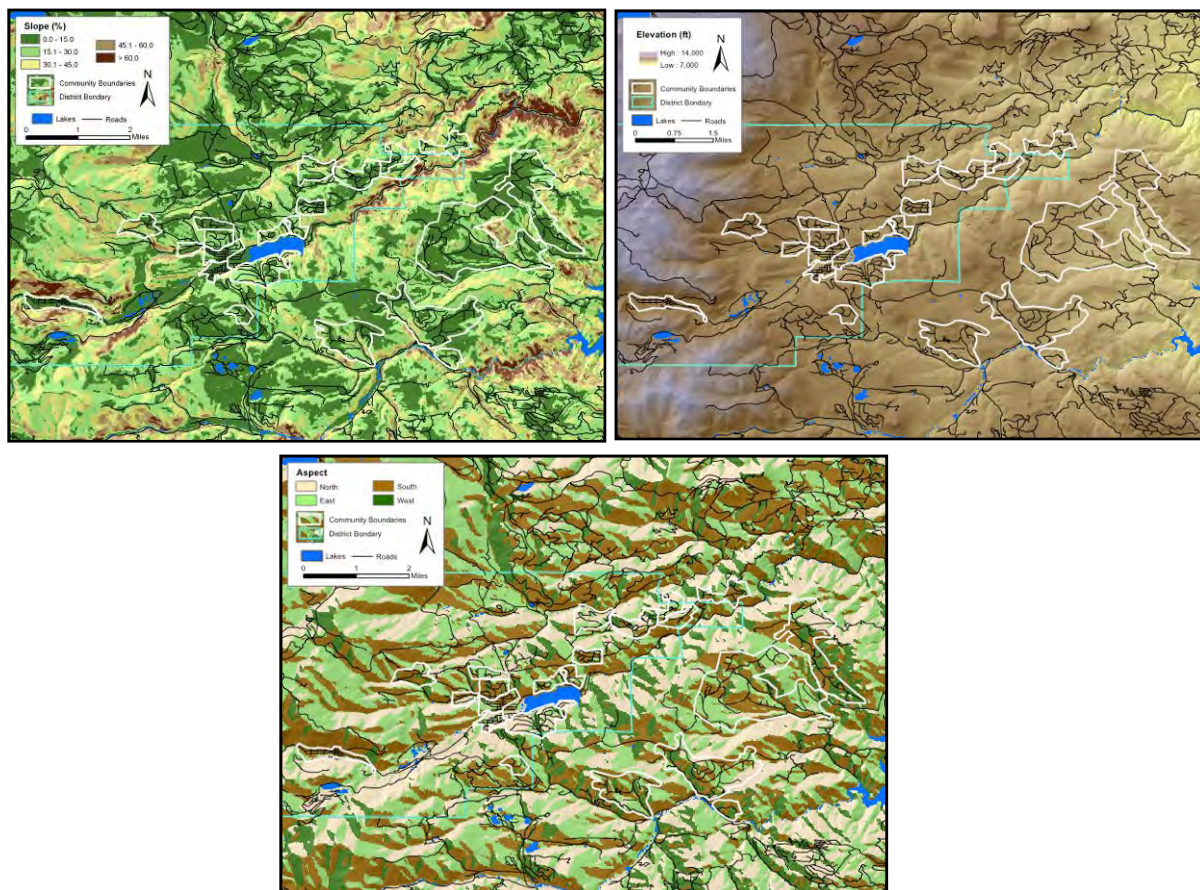 Slope (%)
0.0 - 15.0
45.1 - 60.0
15.1 - 30.0
> 60.0
30.1 - 45.0
N
Community Boundaries
District Bondary
Lakes
Roads
0 1 2
Miles
Elevation (ft)
N
High : 14,000
Low : 7,000
Community Boundaries
District Bondary
Lakes
Roads
0 0.75 1.5
Miles
Aspect
North
South
East
West
N
Community Boundaries
District Bondary
Lakes
Roads
0 1 2
Miles